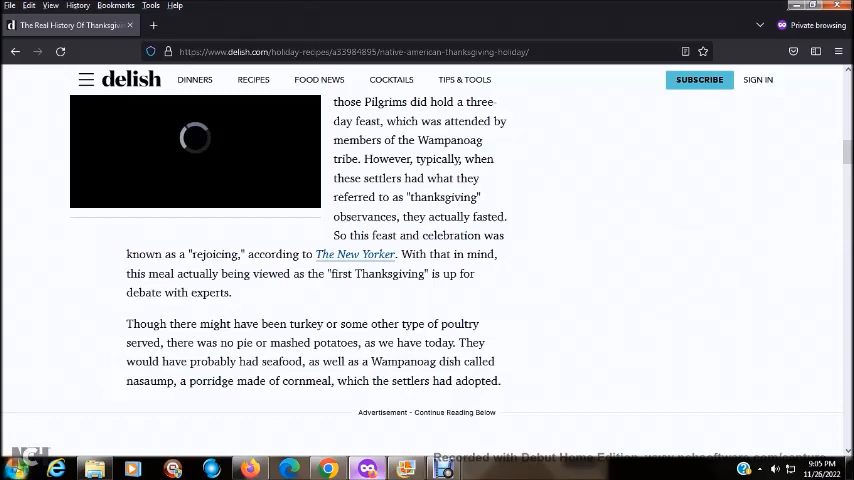 File Edit View History Bookmarks Tools Help
The Real History Of Thanksgivin
Private browsing
https://www.delish.com/holiday-recipes/a33984895/native-american-thanksgiving-holiday/
delish DINNERS RECIPES FOOD NEWS COCKTAILS TIPS & TOOLS SUBSCRIBE SIGN IN
those Pilgrims did hold a three-
day feast, which was attended by
members of the Wampanoag
tribe. However, typically, when
these settlers had what they
referred to as "thanksgiving"
observances, they actually fasted.
So this feast and celebration was
known as a "rejoicing," according to The New Yorker. With that in mind,
this meal actually being viewed as the "first Thanksgiving" is up for
debate with experts.
Though there might have been turkey or some other type of poultry
served, there was no pie or mashed potatoes, as we have today. They
would have probably had seafood, as well as a Wampanoag dish called
nasaump, a porridge made of cornmeal, which the settlers had adopted.
Advertisement - Continue Reading Below
NCH
Recorded with Debut Home Edition. www.nchsoftware.com/capture
9:05 PM
11/26/2022